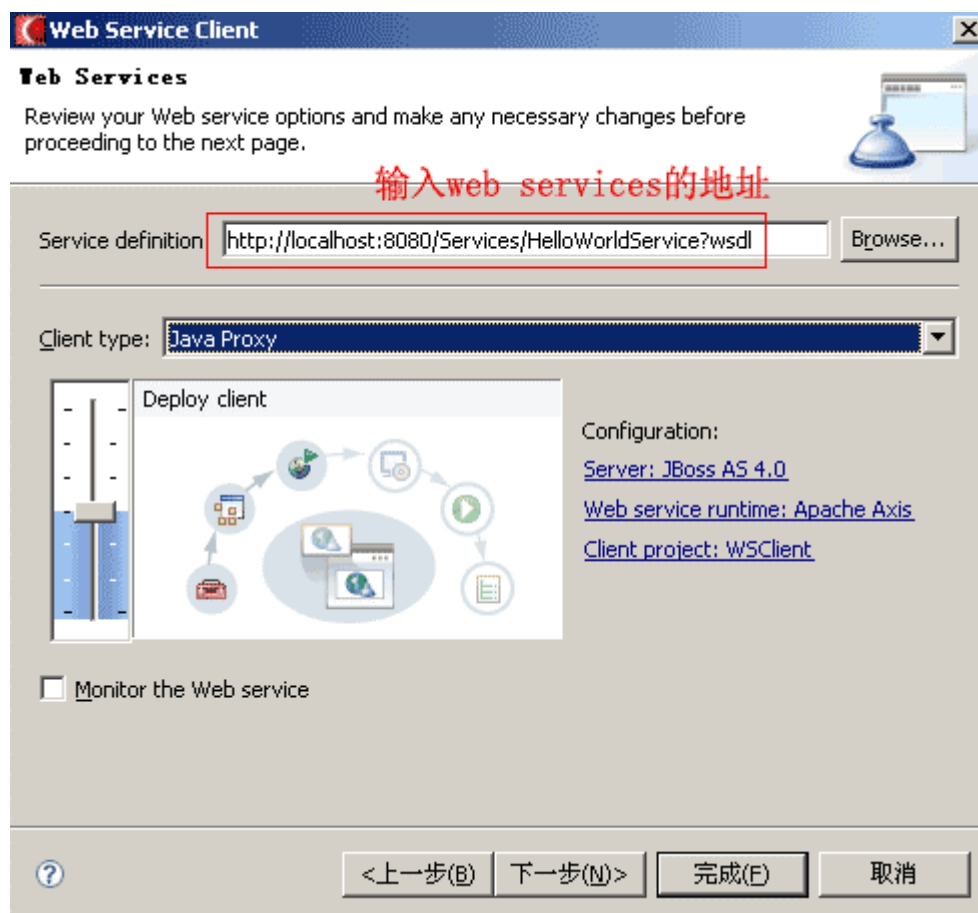 Web Service Client
Web Services
Review your Web service options and make any necessary changes before
proceeding to the next page.
输入web services的地址
Service definition http://localhost:8080/Services/HelloWorldService?wsdl Browse...
Client type: Java Proxy
Deploy client
Configuration:
Server: JBoss AS 4.0
Web service runtime: Apache Axis
Client project: WSClient
Monitor the Web service
<上一步(B) 下一步(N)> 完成(F) 取消